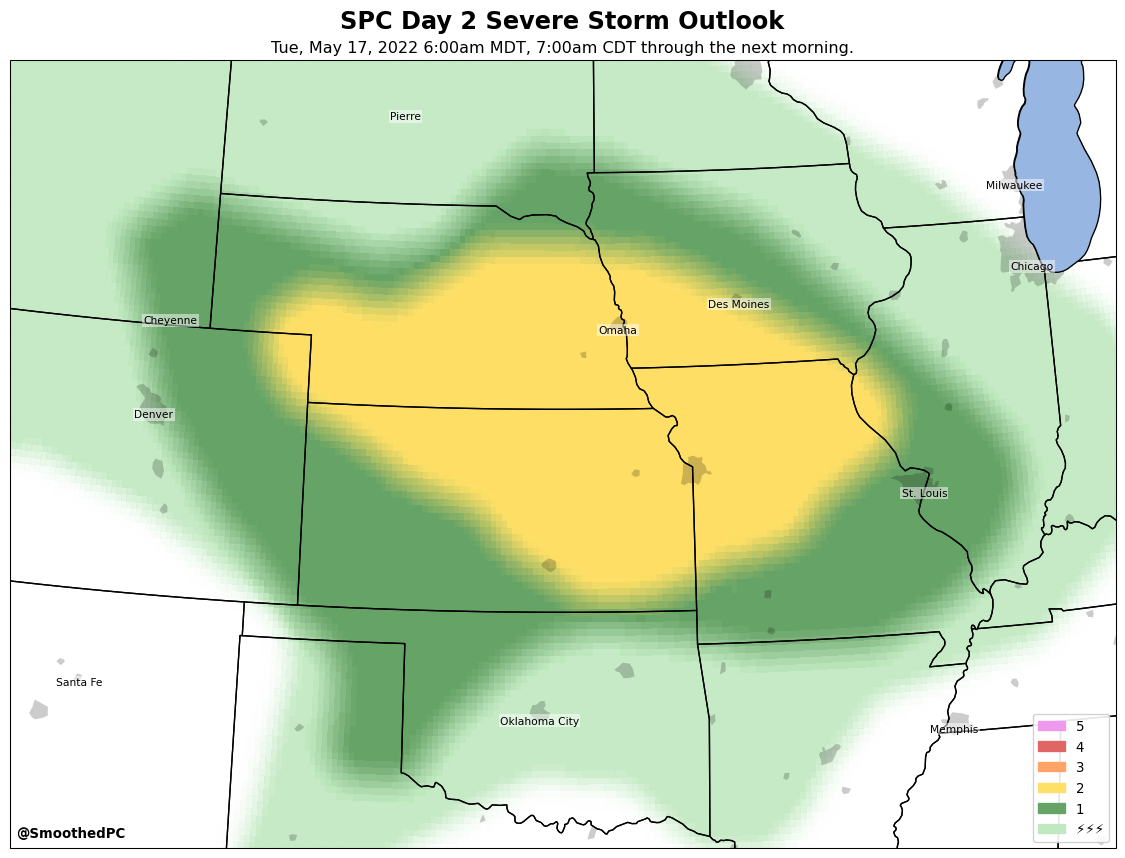 SPC Day 2 Severe Storm Outlook
Tue, May 17, 2022 6:00am MDT, 7:00am CDT through the next morning.
Pierre
Milwaukee
Chicago
Des Moines
Cheyenne
Omaha
Denver
St. Louis
Santa Fe
Oklahoma City
Memphis
5
4
3
2
1
⚡⚡⚡
@SmoothedPC